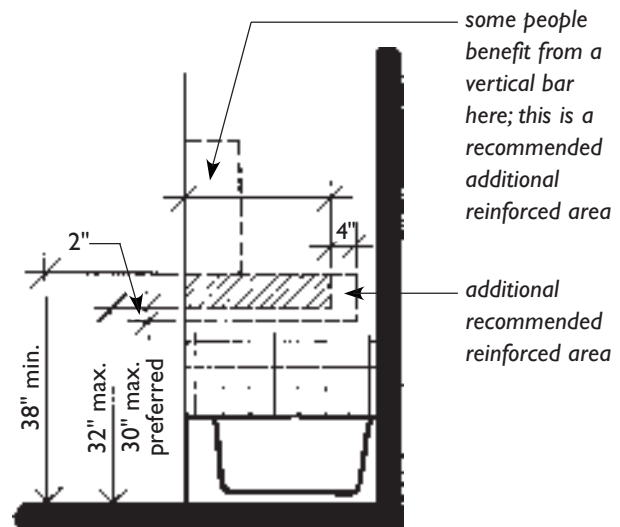 some people
benefit from a
vertical bar
here; this is a
recommended
additional
reinforced area
4"
2"
additional
recommended
reinforced area
38" min.
32" max.
30" max.
preferred